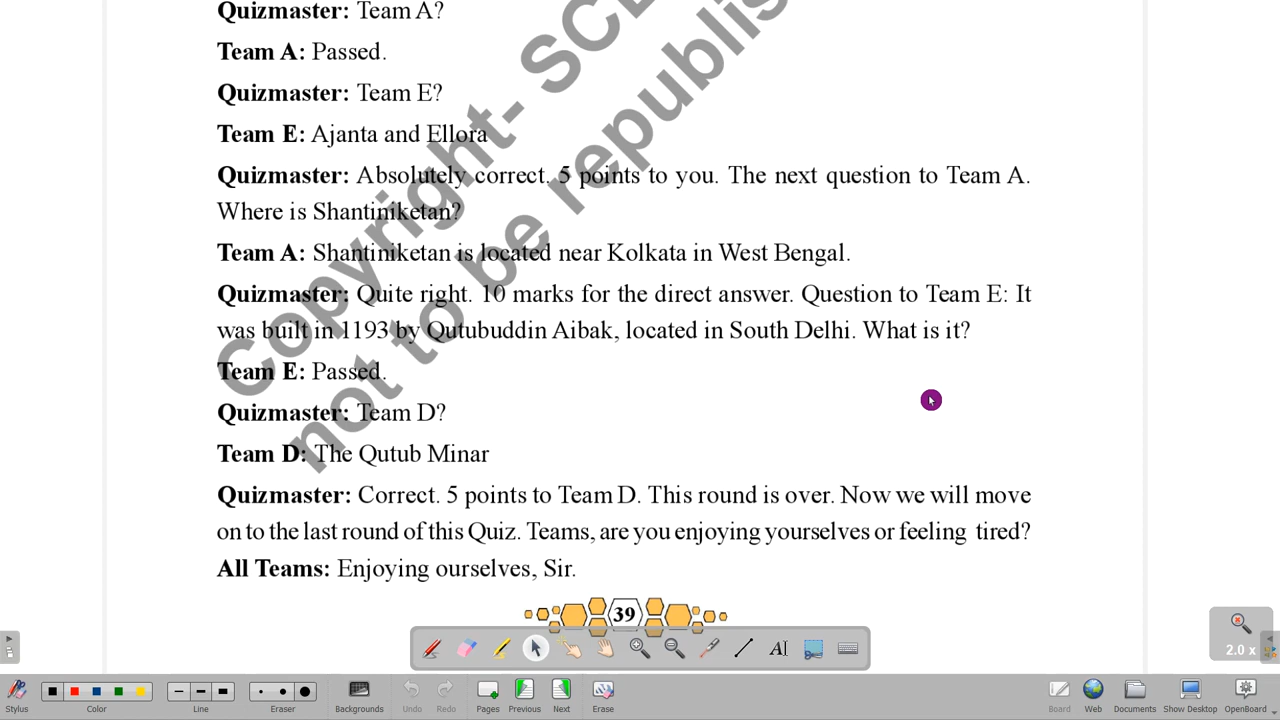 Quizmaster: Team A?
Team A: Passed.
Quizmaster: Team E?
Team E: Ajanta and Ellora
Quizmaster: Absolutely correct. 5 points to you. The next question to Team A.
Where is Shantiniketan?
Team A: Shantiniketan is located near Kolkata in West Bengal.
Quizmaster: Quite right. 10 marks for the direct answer. Question to Team E: It
was built in 1193 by Qutubuddin Aibak, located in South Delhi. What is it?
Team E: Passed.
Quizmaster: Team D?
Team D: The Qutub Minar
Quizmaster: Correct. 5 points to Team D. This round is over. Now we will move
on to the last round of this Quiz. Teams, are you enjoying yourselves or feeling tired?
All Teams: Enjoying ourselves, Sir.
39
Copyright- SC
not to be republis
2.0 x
Stylus Color Line Eraser Backgrounds Undo Redo Pages Previous Next Erase Board Web Documents Show Desktop OpenBoard